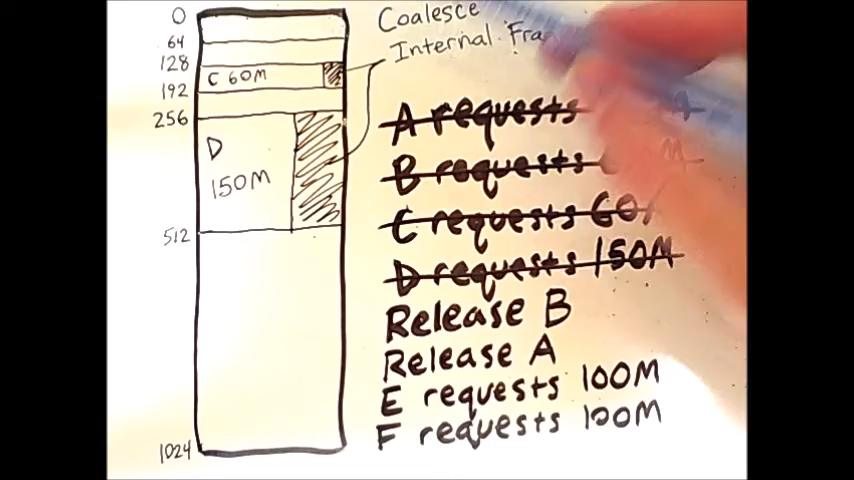 0
64
128
192
256
512
1024
C 60M
D
150M
Coalesce
Internal
A requests
B requests
C requests 60
D requests 150M
Release B
Release A
E requests 100M
F requests 100M